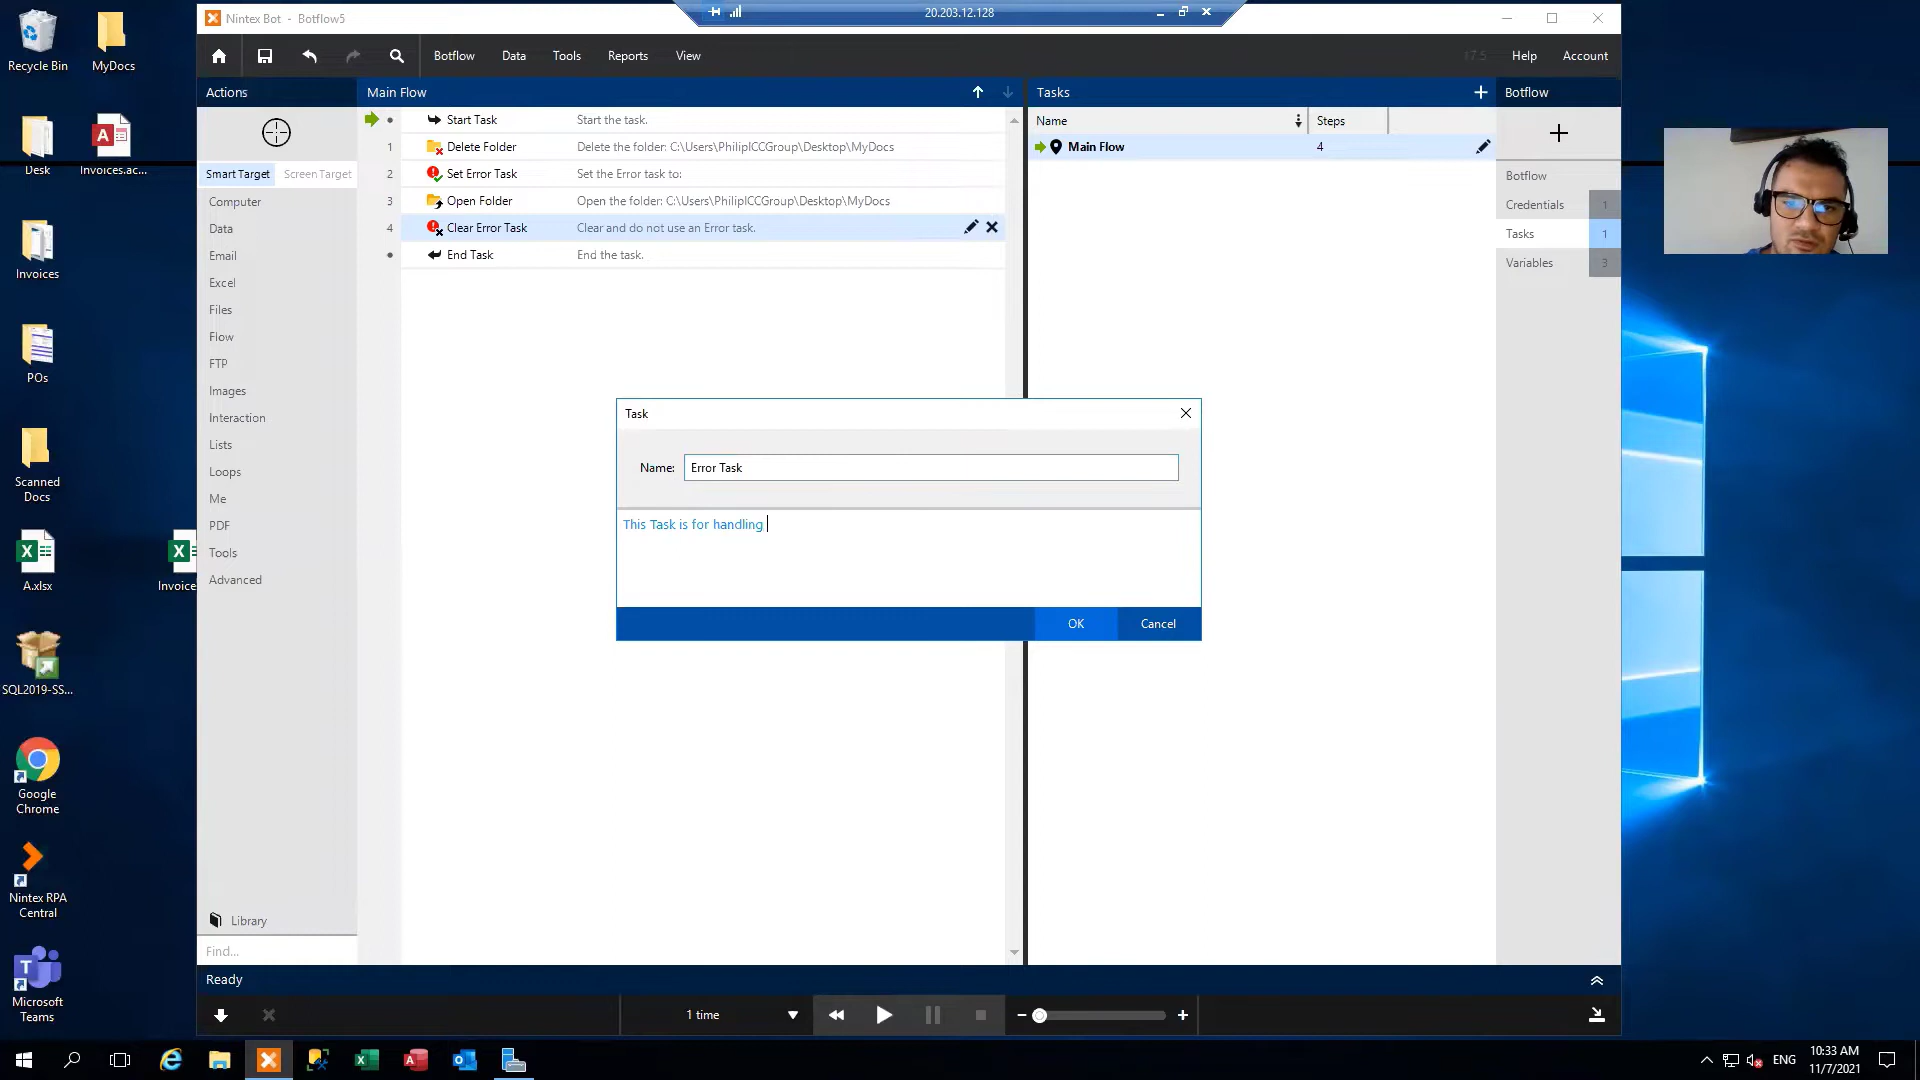 Recycle Bin
MyDocs
Desk
Invoices.ac...
Invoices
POs
Scanned
Docs
A.xlsx
Invoice
SQL2019-SS...
Google
Chrome
Nintex RPA
Central
Microsoft
Teams
Nintex Bot - Botflow5
20.203.12.128
Botflow Data Tools Reports View
17.5 Help Account
Actions
Smart Target Screen Target
Computer
Data
Email
Excel
Files
Flow
FTP
Images
Interaction
Lists
Loops
Me
PDF
Tools
Advanced
Library
Find...
Main Flow
Start Task Start the task.
1 Delete Folder Delete the folder: C:\Users\PhilipICCGroup\Desktop\MyDocs
2 Set Error Task Set the Error task to:
3 Open Folder Open the folder: C:\Users\PhilipICCGroup\Desktop\MyDocs
4 Clear Error Task Clear and do not use an Error task.
End Task End the task.
Tasks
Name Steps
Main Flow 4
Botflow
Botflow
Credentials 1
Tasks 1
Variables 3
Task
Name: Error Task
This Task is for handling
OK Cancel
Ready
1 time
ENG
10:33 AM
11/7/2021